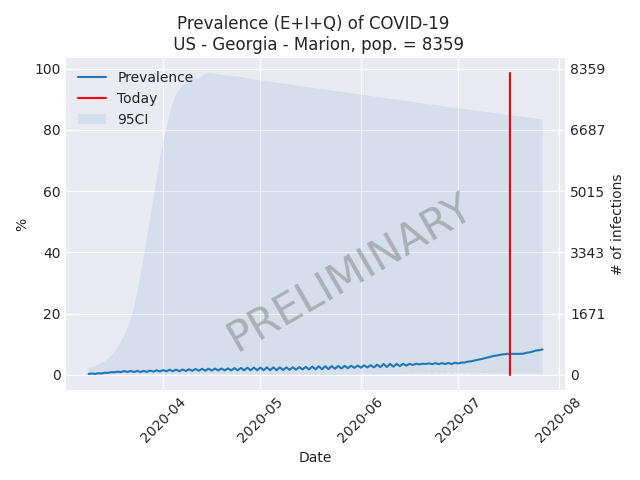 Prevalence (E+I+Q) of COVID-19
US - Georgia - Marion, pop. = 8359
Prevalence
Today
95CI
100
80
60
40
20
0
%
8359
6687
5015
3343
1671
0
# of infections
PRELIMINARY
2020-04
2020-05
2020-06
2020-07
2020-08
Date